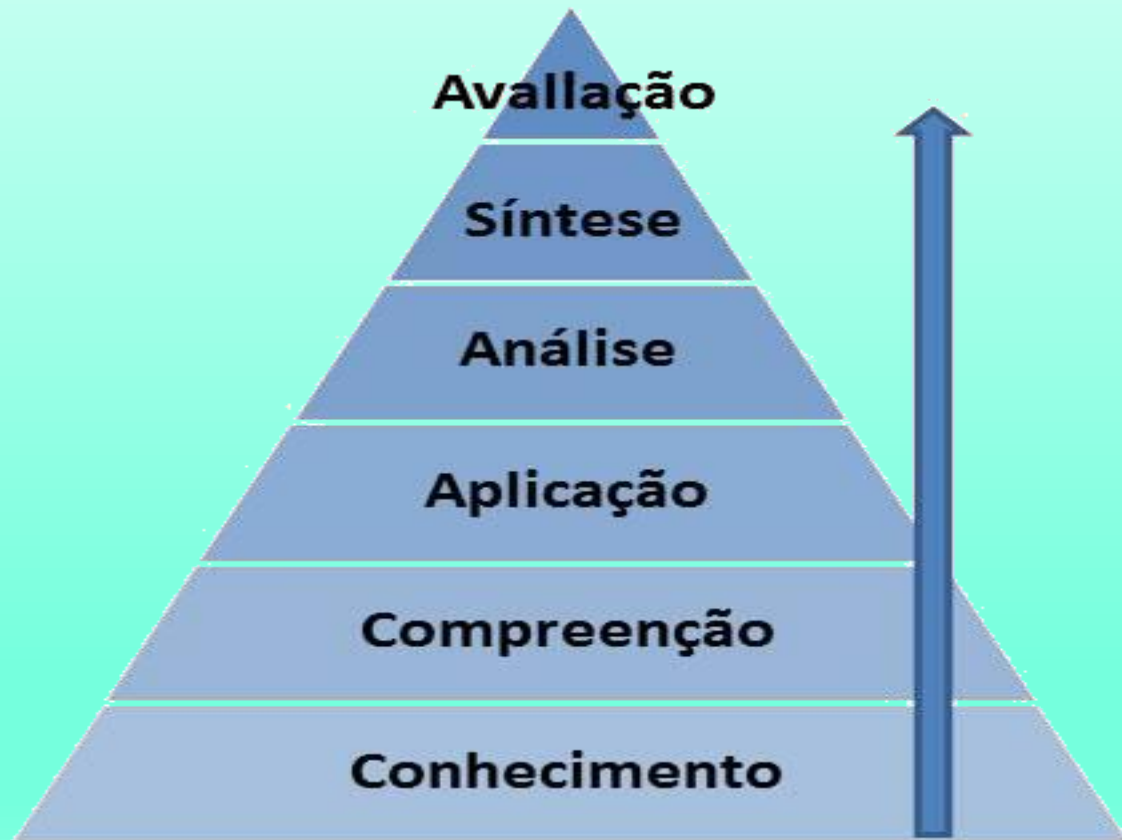 Avallação
Síntese
Análise
Aplicação
Compreenção
Conhecimento